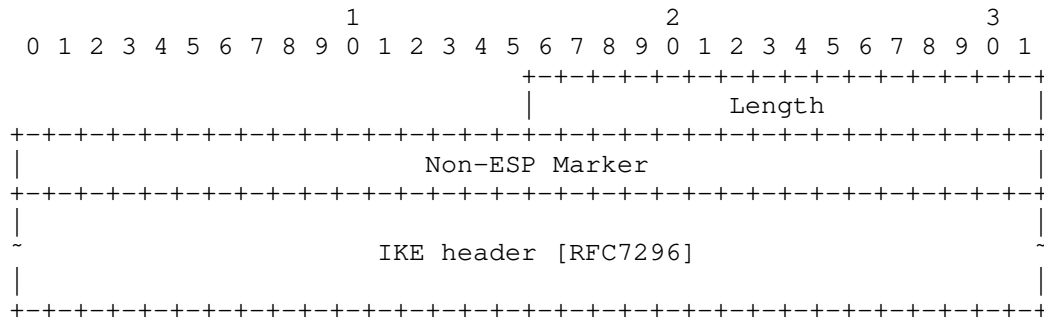 1                   2                   3
  0 1 2 3 4 5 6 7 8 9 0 1 2 3 4 5 6 7 8 9 0 1 2 3 4 5 6 7 8 9 0 1
                                 +-+-+-+-+-+-+-+-+-+-+-+-+-+-+-+-+
                                 |            Length             |
 +-+-+-+-+-+-+-+-+-+-+-+-+-+-+-+-+-+-+-+-+-+-+-+-+-+-+-+-+-+-+-+-+
 |                         Non-ESP Marker                        |
 +-+-+-+-+-+-+-+-+-+-+-+-+-+-+-+-+-+-+-+-+-+-+-+-+-+-+-+-+-+-+-+-+
 |                                                               |
 ~                      IKE header [RFC7296]                     ~
 |                                                               |
 +-+-+-+-+-+-+-+-+-+-+-+-+-+-+-+-+-+-+-+-+-+-+-+-+-+-+-+-+-+-+-+-+